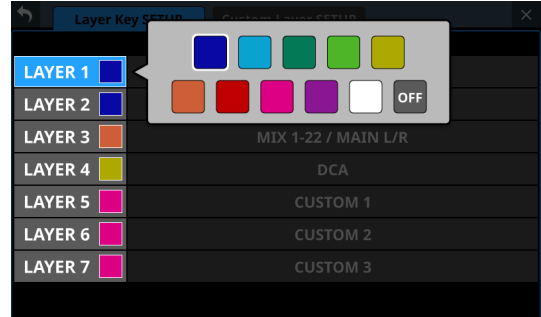 Layer Key SETUP
Custom Layer SETUP
LAYER 1
LAYER 2
OFF
LAYER 3
MIX 1-22 / MAIN L/R
LAYER 4
DCA
LAYER 5
CUSTOM 1
LAYER 6
CUSTOM 2
LAYER 7
CUSTOM 3